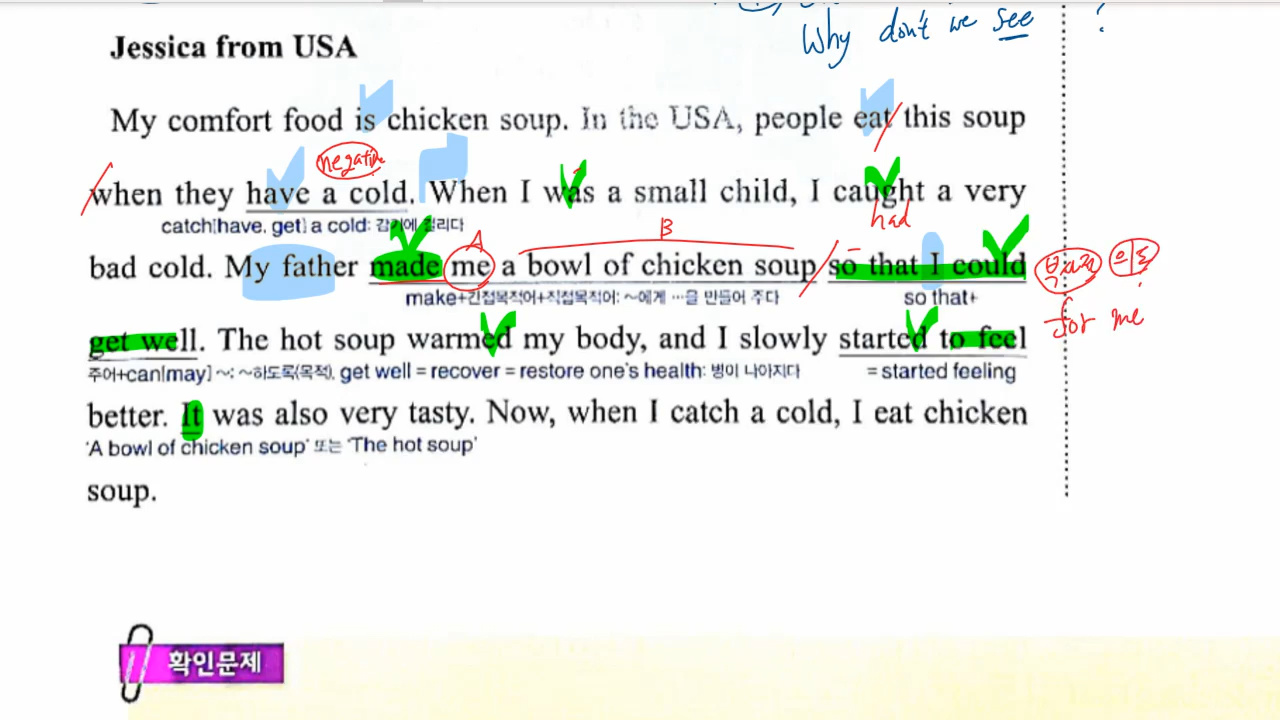 Why don't we see ?
Jessica from USA
My comfort food is chicken soup. In the USA, people eat this soup
negative
when they have a cold. When I was a small child, I caught a very
catch[have, get] a cold: 감기에 걸리다
had
A
B
bad cold. My father made me a bowl of chicken soup so that I could
목적 의도
make+간접목적어+직접목적어: ~에게 …을 만들어 주다
so that+
for me
get well. The hot soup warmed my body, and I slowly started to feel
주어+can[may] ~: ~하도록(목적), get well = recover = restore one's health: 병이 나아지다
= started feeling
better. It was also very tasty. Now, when I catch a cold, I eat chicken
'A bowl of chicken soup' 또는 'The hot soup'
soup.
확인문제